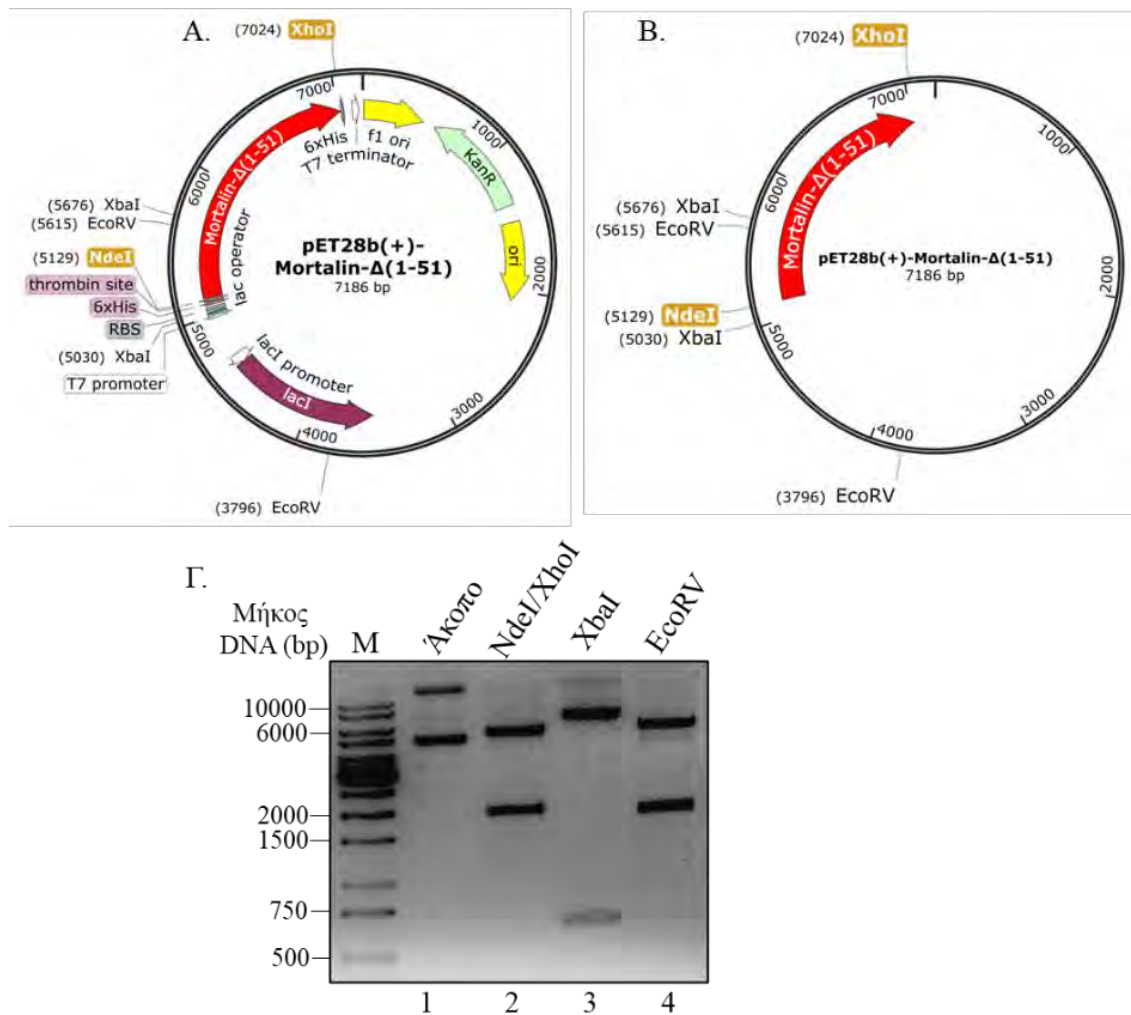 A.
(7024) XhoI
7000
1000
2000
3000
4000
5000
6000
6xHis
T7 terminator
f1 ori
KanR
ori
Mortalin-Δ(1-51)
lac operator
lacI promoter
lacI
pET28b(+)-
Mortalin-Δ(1-51)
7186 bp
(5676) XbaI
(5615) EcoRV
(5129) NdeI
thrombin site
6xHis
RBS
(5030) XbaI
T7 promoter
(3796) EcoRV
B.
(7024) XhoI
7000
1000
2000
3000
4000
5000
6000
Mortalin-Δ(1-51)
pET28b(+)-Mortalin-Δ(1-51)
7186 bp
(5676) XbaI
(5615) EcoRV
(5129) NdeI
(5030) XbaI
(3796) EcoRV
Γ.
Μήκος
DNA (bp)
M
Άκοπο
NdeI/XhoI
XbaI
EcoRV
10000
6000
2000
1500
750
500
1 2 3 4